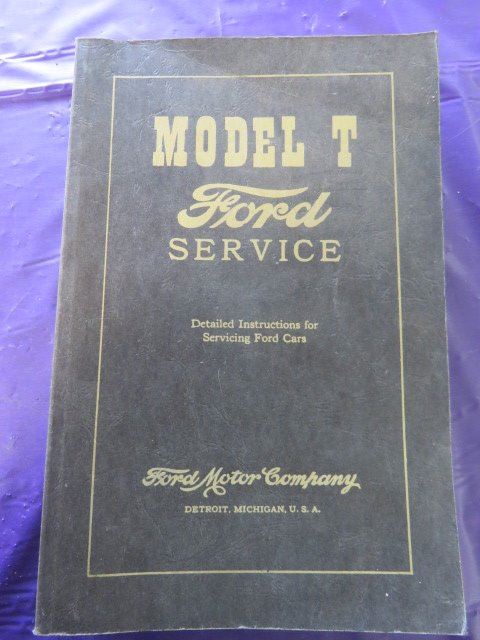 MODEL T
Ford
SERVICE
Detailed Instructions for
Servicing Ford Cars
Ford Motor Company
DETROIT, MICHIGAN, U. S. A.